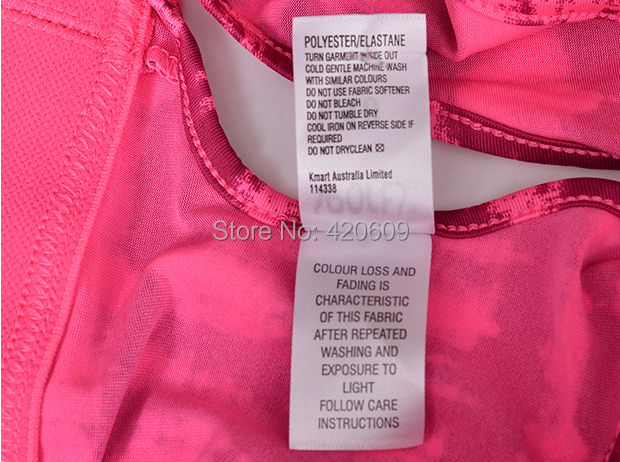 POLYESTER/ELASTANE
TURN GARMENT INSIDE OUT
COLD GENTLE MACHINE WASH
WITH SIMILAR COLOURS
DO NOT USE FABRIC SOFTENER
DO NOT BLEACH
DO NOT TUMBLE DRY
COOL IRON ON REVERSE SIDE IF
REQUIRED
DO NOT DRYCLEAN
Kmart Australia Limited
114338
Store No: 420609
COLOUR LOSS AND
FADING IS
CHARACTERISTIC
OF THIS FABRIC
AFTER REPEATED
WASHING AND
EXPOSURE TO
LIGHT
FOLLOW CARE
INSTRUCTIONS